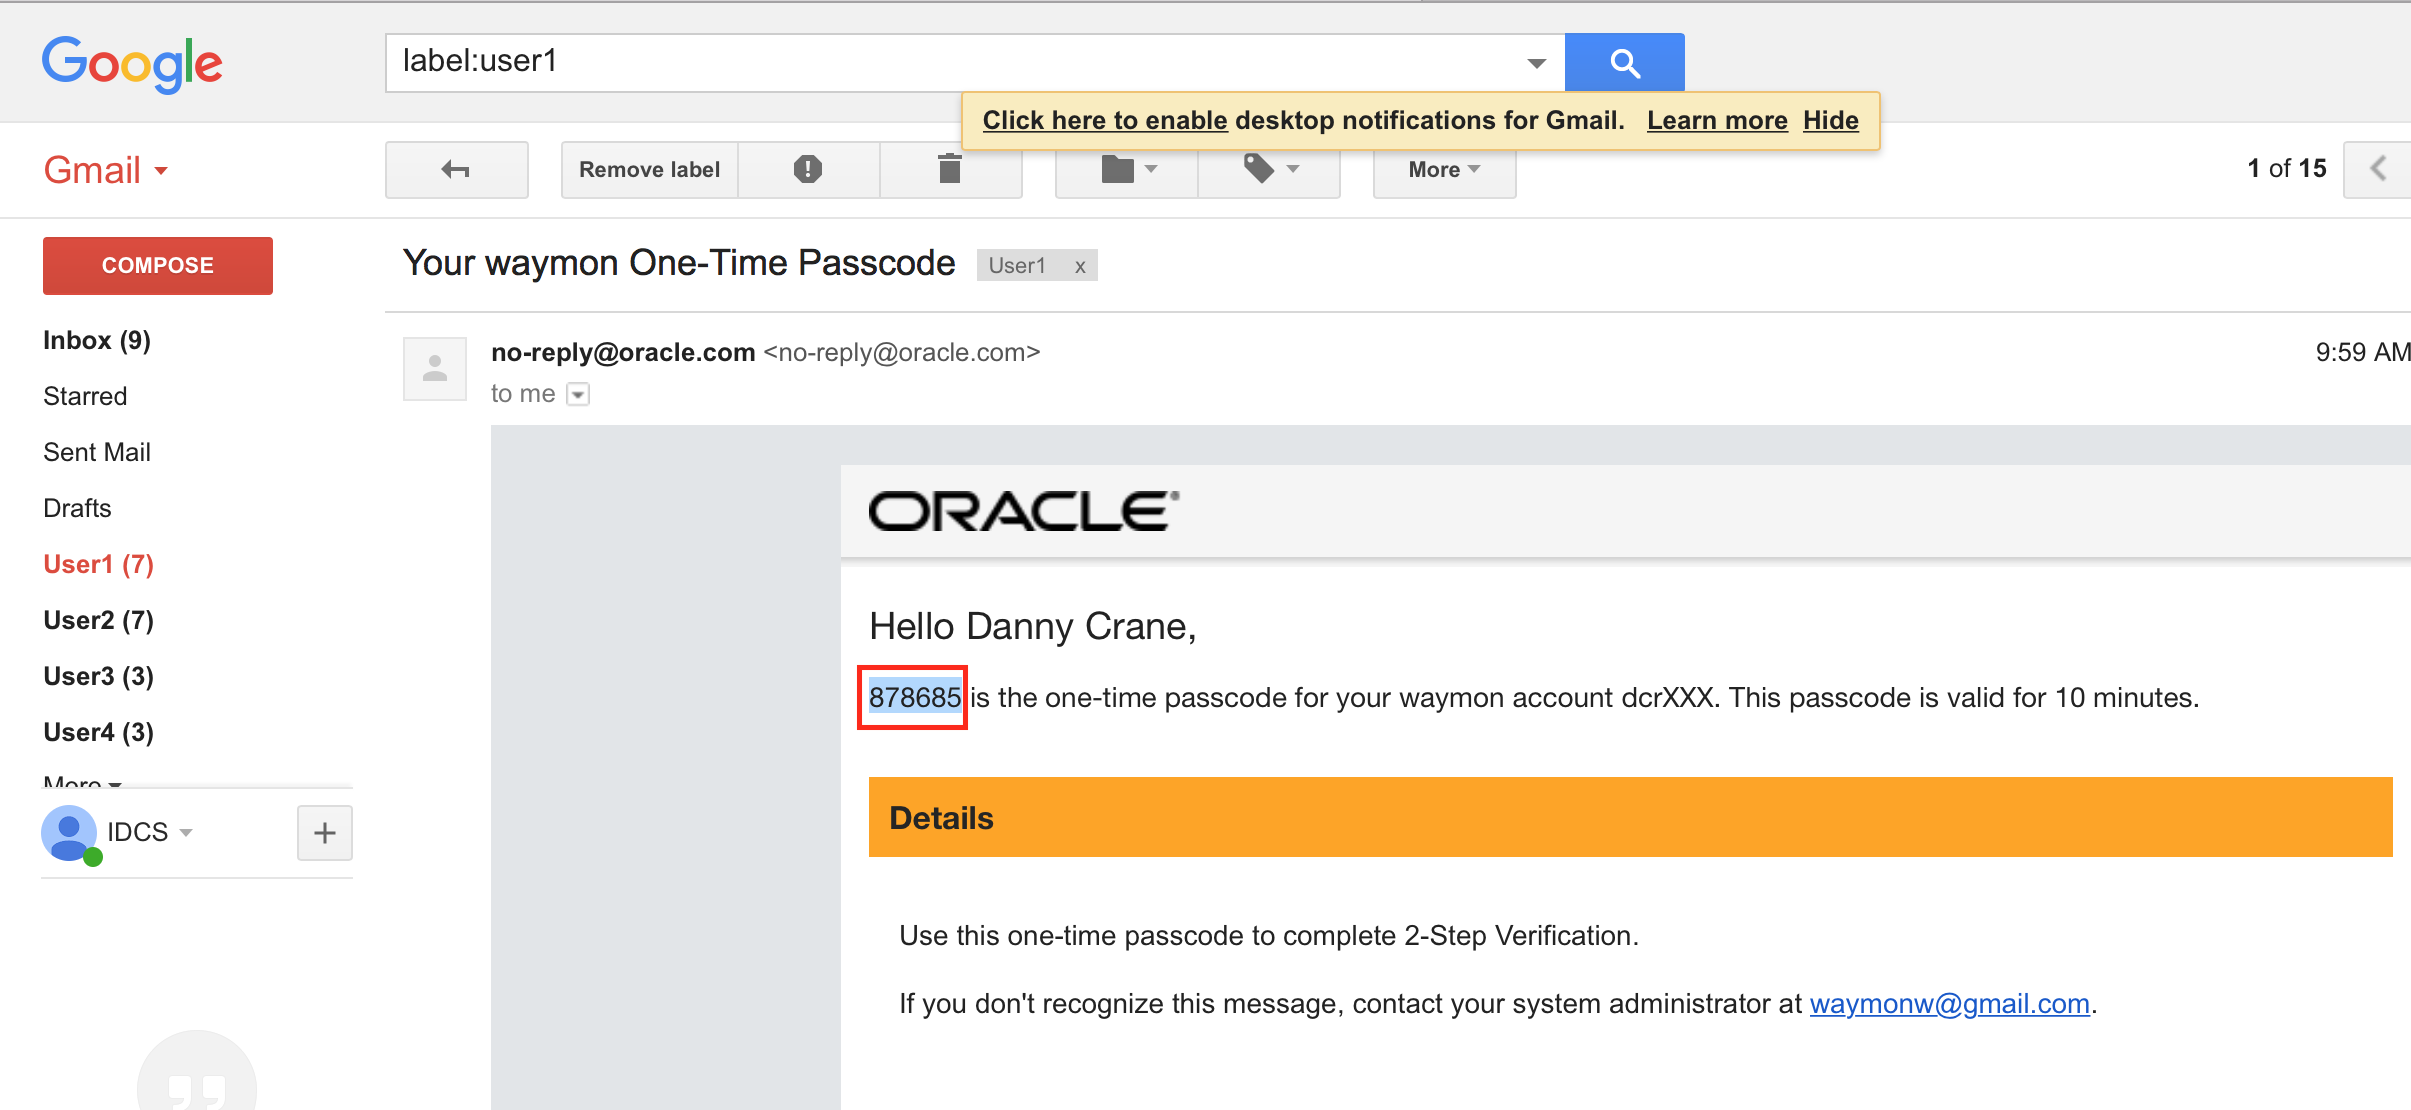 Google
label:user1
Click here to enable desktop notifications for Gmail. Learn more Hide
Gmail
Remove label
More
1 of 15
COMPOSE
Your waymon One-Time Passcode
User1 x
Inbox (9)
Starred
Sent Mail
Drafts
User1 (7)
User2 (7)
User3 (3)
User4 (3)
More
IDCS
+
no-reply@oracle.com <no-reply@oracle.com>
9:59 AM
to me
ORACLE
Hello Danny Crane,
878685 is the one-time passcode for your waymon account dcrXXX. This passcode is valid for 10 minutes.
Details
Use this one-time passcode to complete 2-Step Verification.
If you don't recognize this message, contact your system administrator at waymonw@gmail.com.